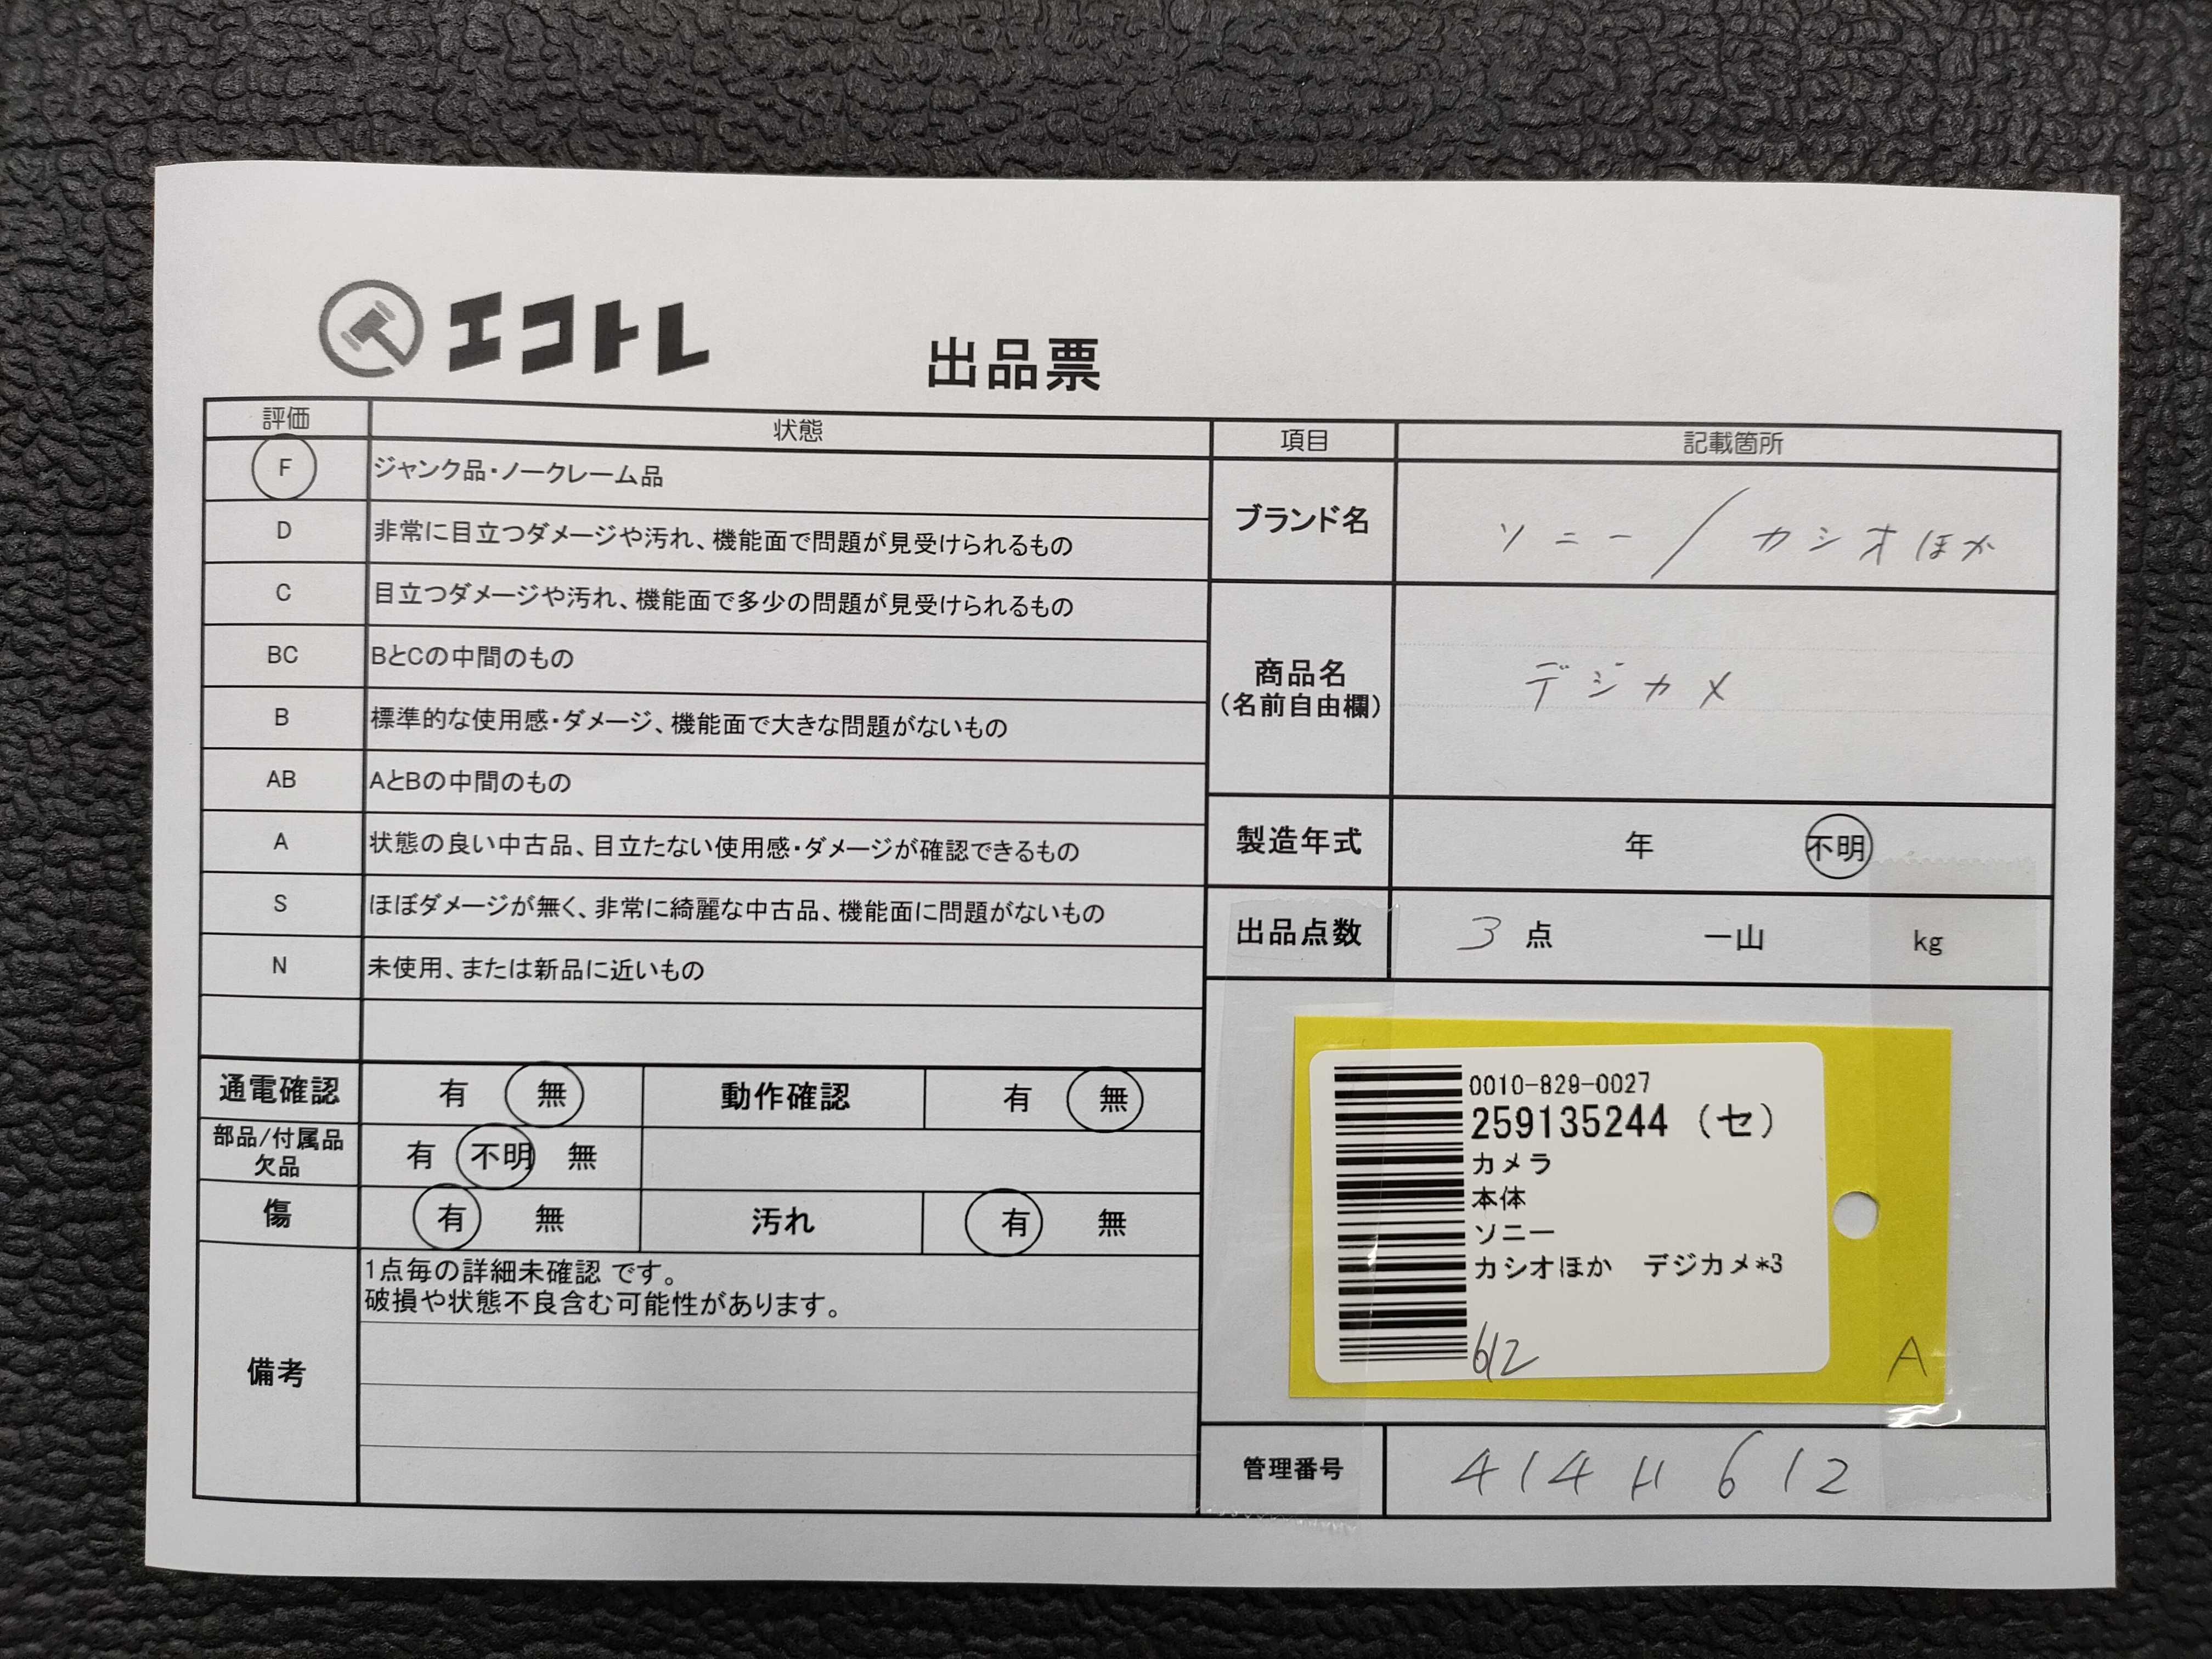 エコトレ
出品票
評価 状態
F ジャンク品・ノークレーム品
D 非常に目立つダメージや汚れ、機能面で問題が見受けられるもの
C 目立つダメージや汚れ、機能面で多少の問題が見受けられるもの
BC BとCの中間のもの
B 標準的な使用感・ダメージ、機能面で大きな問題がないもの
AB AとBの中間のもの
A 状態の良い中古品、目立たない使用感・ダメージが確認できるもの
S ほぼダメージが無く、非常に綺麗な中古品、機能面に問題がないもの
N 未使用、または新品に近いもの
通電確認 有 無 動作確認 有 無
部品/付属品
欠品 有 不明 無
傷 有 無 汚れ 有 無
備考
1点毎の詳細未確認 です。
破損や状態不良含む可能性があります。
項目 記載箇所
ブランド名 ソニー/カシオほか
商品名
(名前自由欄)
デジカメ
製造年式 年 不明
出品点数 3 点 一山 kg
0010-829-0027
259135244 (セ)
カメラ
本体
ソニー
カシオほか デジカメ*3
612
A
管理番号 414 H 612